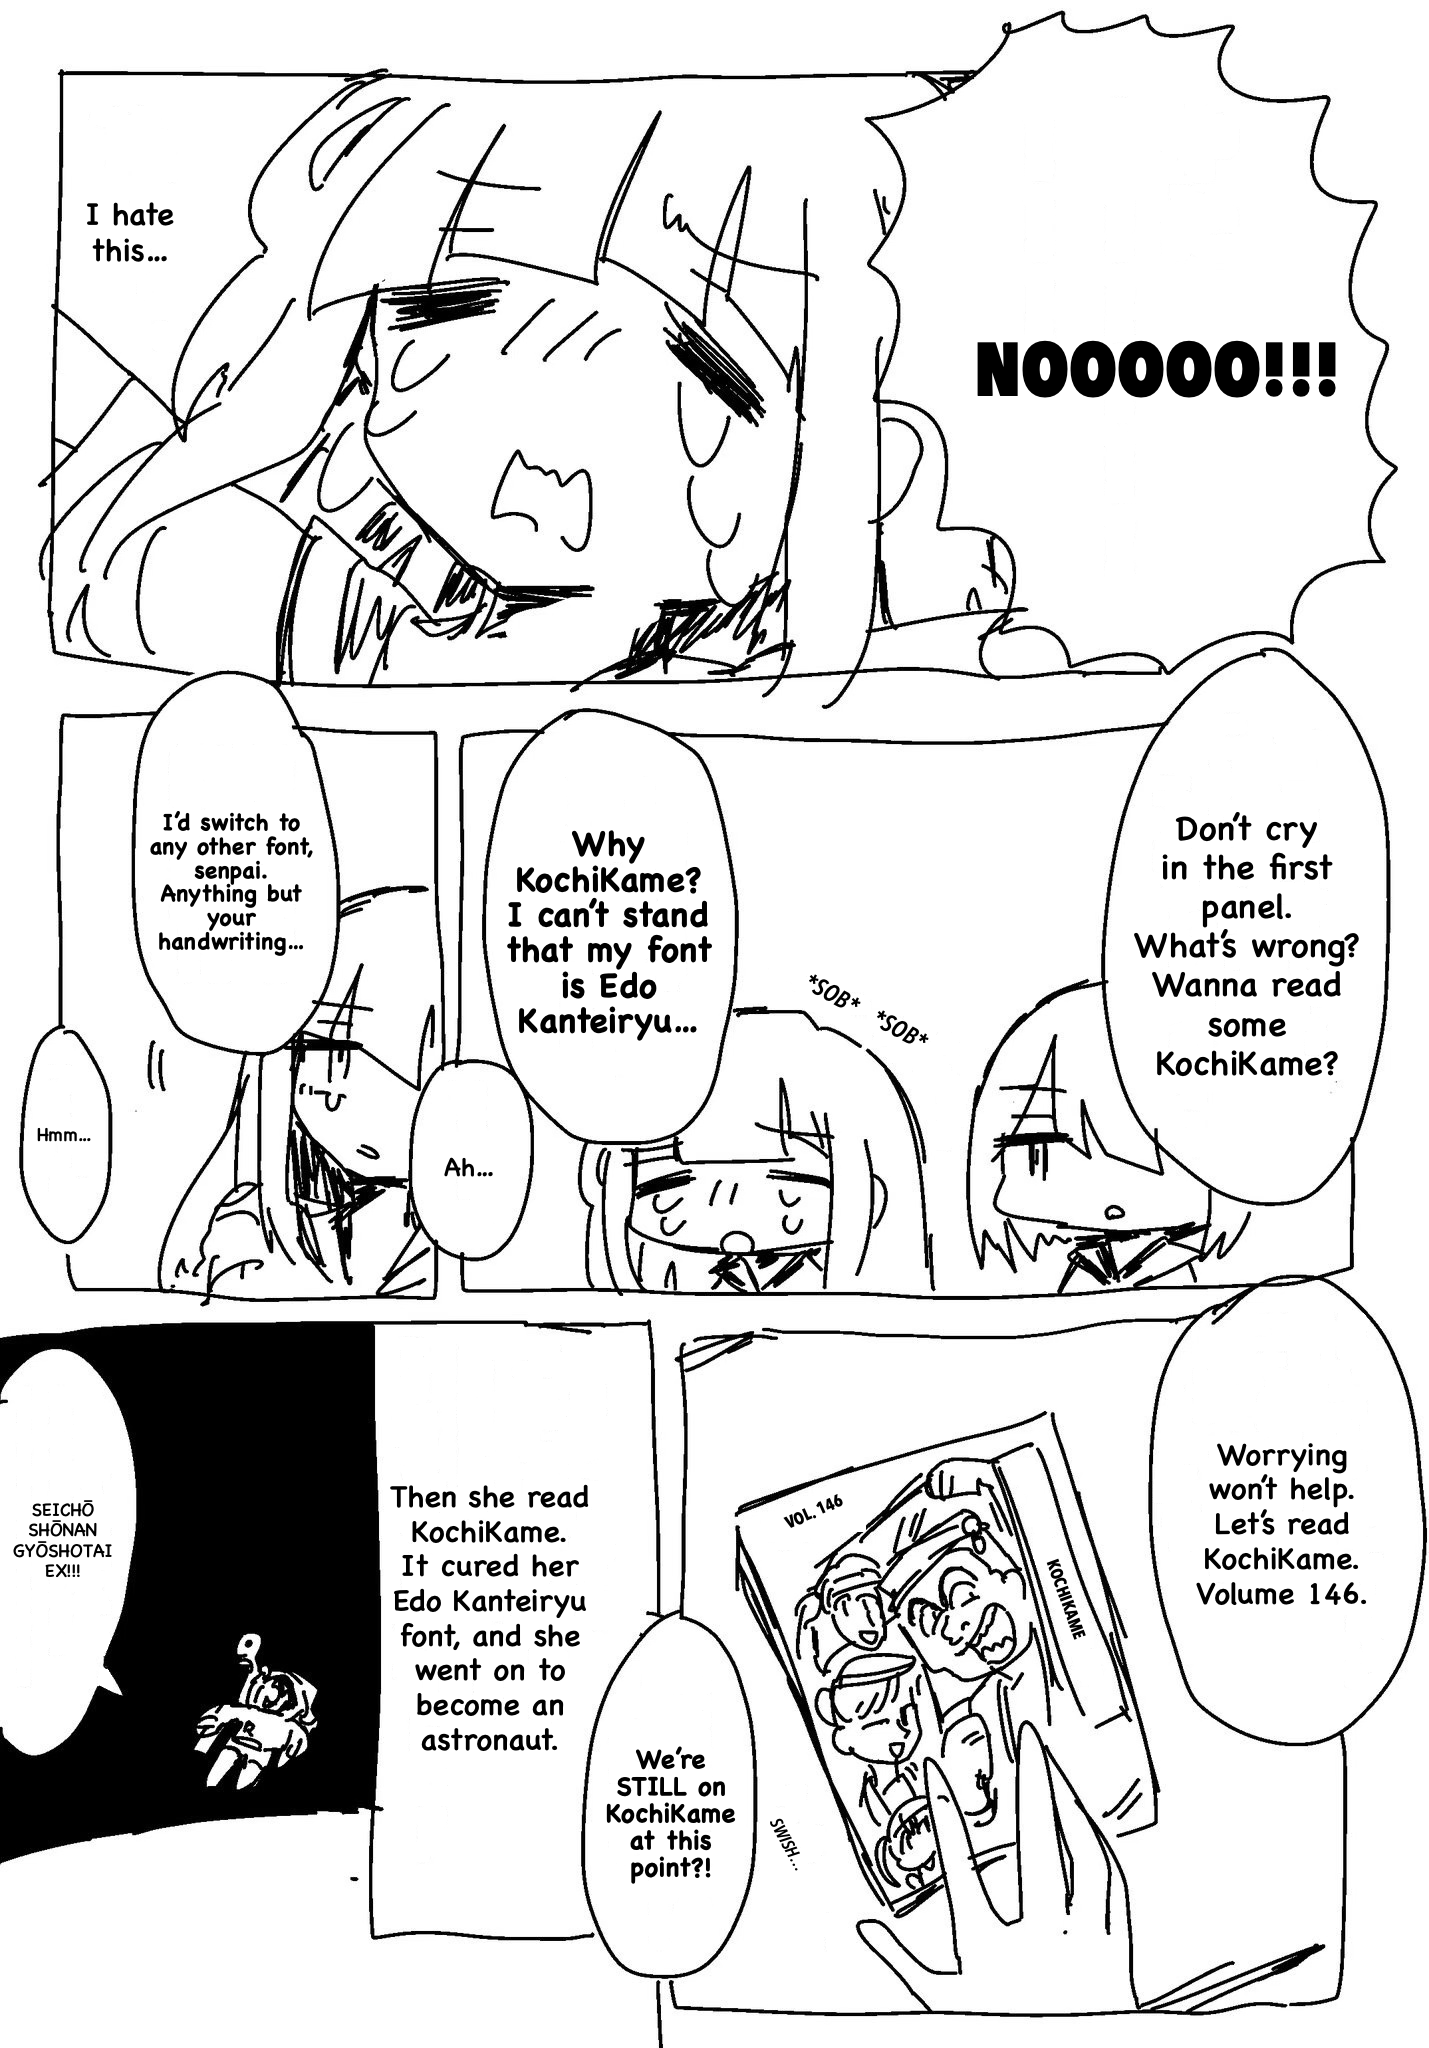 NOOOOO!!!
I hate
this...
Don't cry
in the first
panel.
What's wrong?
Wanna read
some
KochiKame?
*SOB* *SOB*
Why
KochiKame?
I can't stand
that my font
is Edo
Kanteiryu...
Ah...
I'd switch to
any other font,
senpai.
Anything but
your
handwriting...
Hmm...
Worrying
won't help.
Let's read
KochiKame.
Volume 146.
VOL. 146
KOCHIKAME
SWISH...
We're
STILL on
KochiKame
at this
point?!
Then she read
KochiKame.
It cured her
Edo Kanteiryu
font, and she
went on to
become an
astronaut.
SEICHŌ
SHŌNAN
GYŌSHOTAI
EX!!!